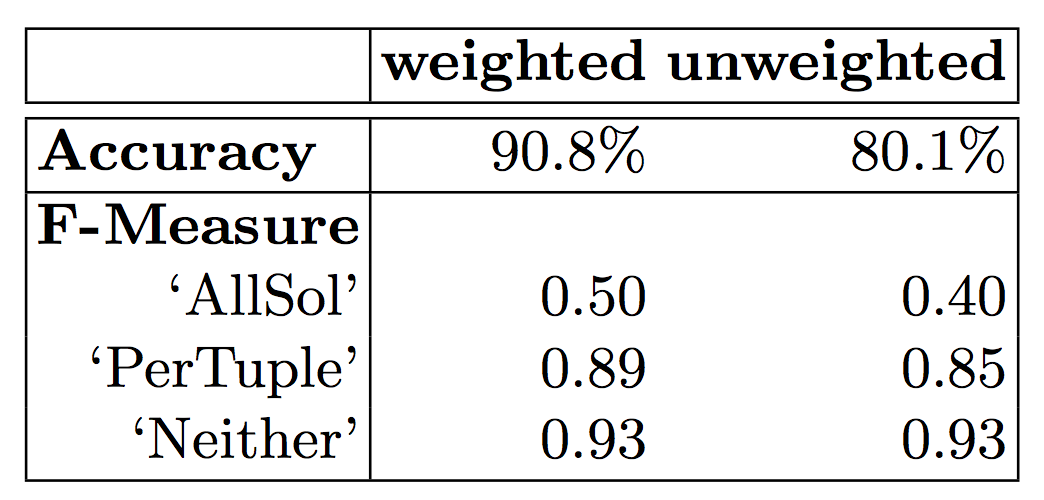 weighted unweighted
Accuracy 90.8% 80.1%
F-Measure
‘AllSol’ 0.50 0.40
‘PerTuple’ 0.89 0.85
‘Neither’ 0.93 0.93